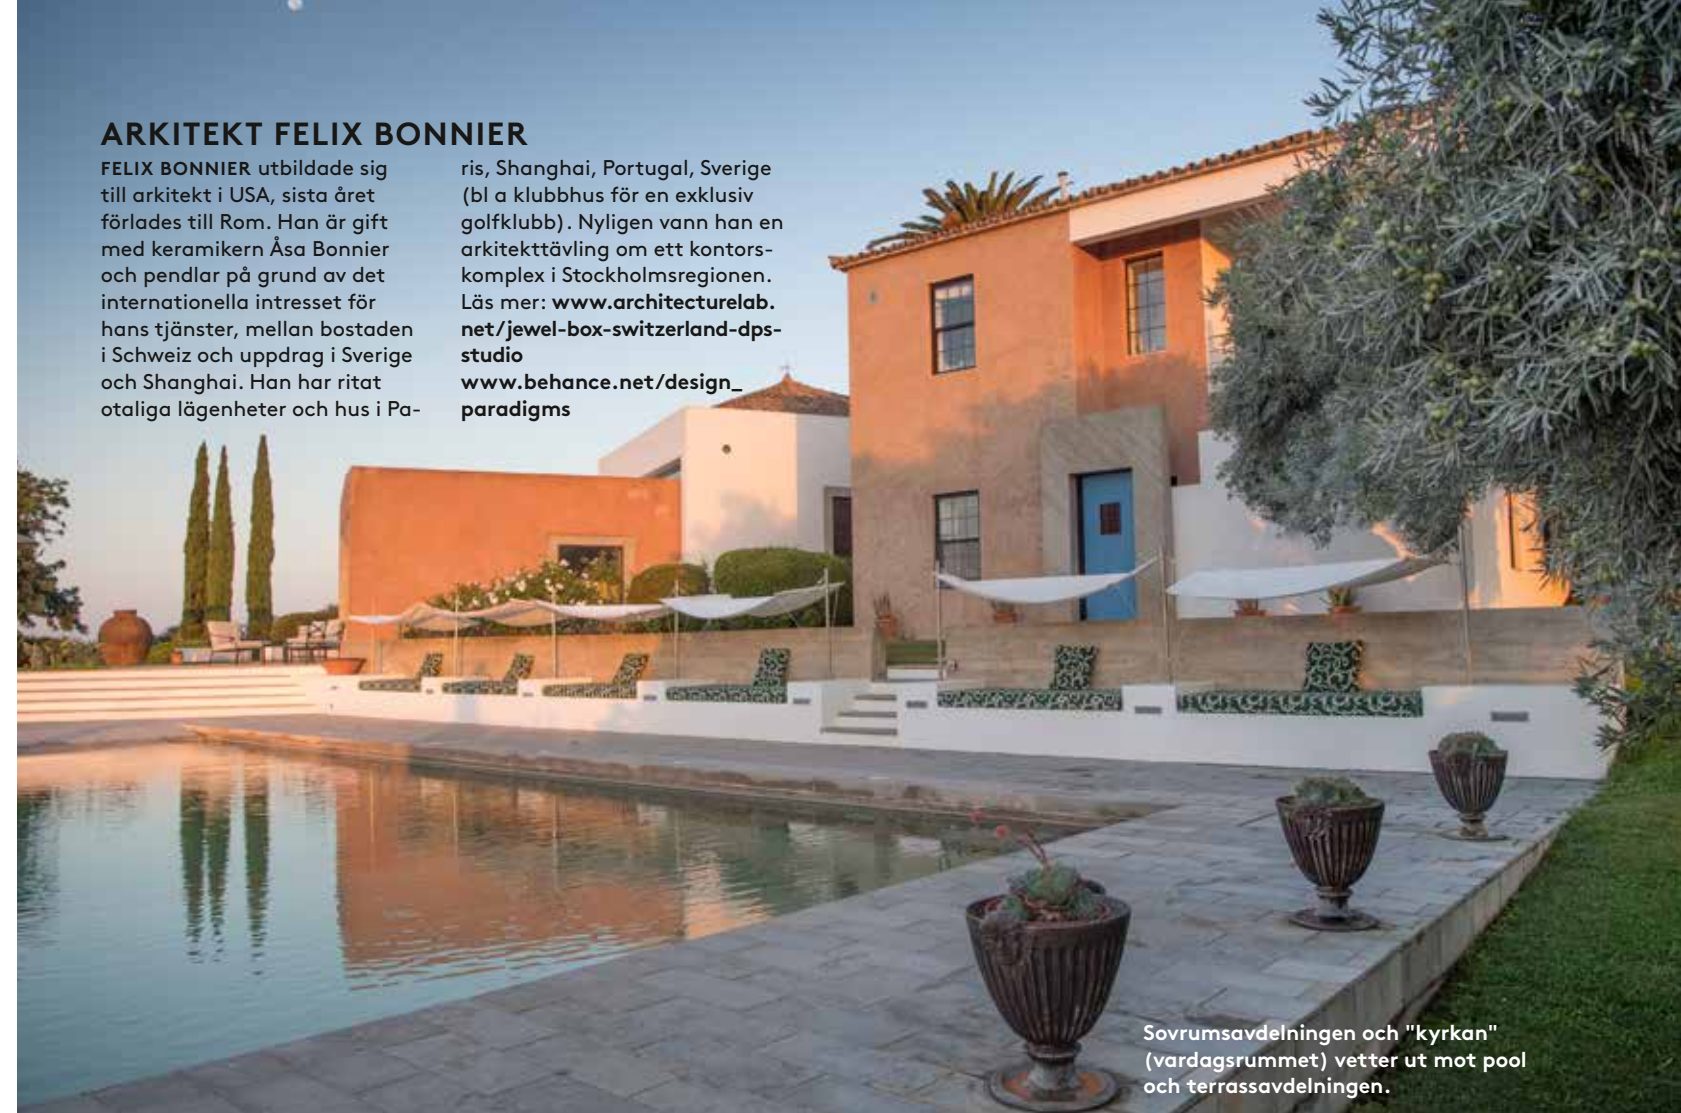 ARKITEKT FELIX BONNIER
FELIX BONNIER utbildade sig
till arkitekt i USA, sista året
förlades till Rom. Han är gift
med keramikern Åsa Bonnier
och pendlar på grund av det
internationella intresset för
hans tjänster, mellan bostaden
i Schweiz och uppdrag i Sverige
och Shanghai. Han har ritat
otaliga lägenheter och hus i Pa-
ris, Shanghai, Portugal, Sverige
(bl a klubbhus för en exklusiv
golfklubb). Nyligen vann han en
arkitekttävling om ett kontors-
komplex i Stockholmsregionen.
Läs mer: www.architecturelab.
net/jewel-box-switzerland-dps-
studio
www.behance.net/design_
paradigms
Sovrumsavdelningen och "kyrkan"
(vardagsrummet) vetter ut mot pool
och terrassavdelningen.